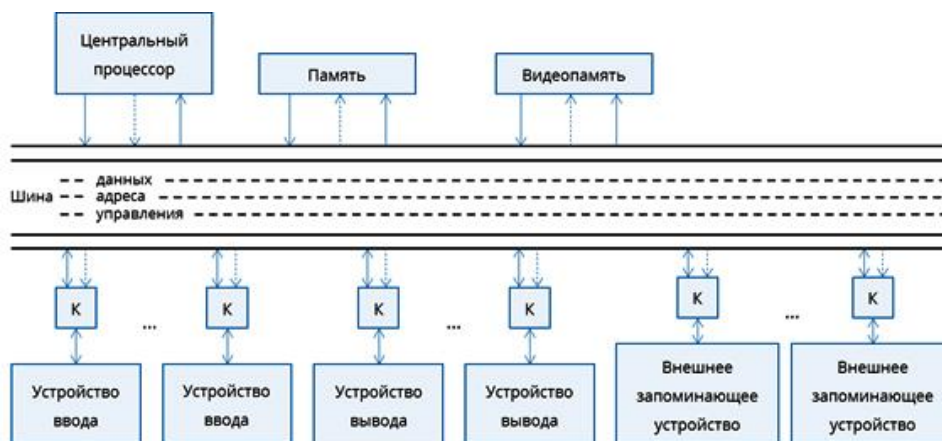 Центральный
процессор
Память
Видеопамять
данных
Шина адреса
управления
К
К
К
К
К
К
...
...
...
Устройство
ввода
Устройство
ввода
Устройство
вывода
Устройство
вывода
Внешнее
запоминающее
устройство
Внешнее
запоминающее
устройство